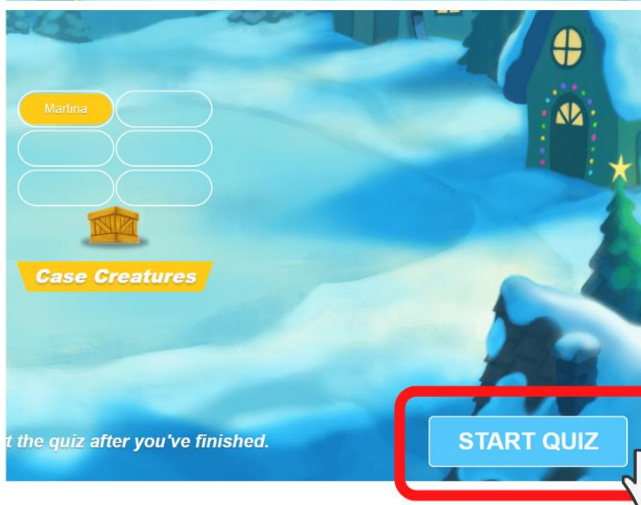 Martina
Case Creatures
t the quiz after you've finished.
START QUIZ